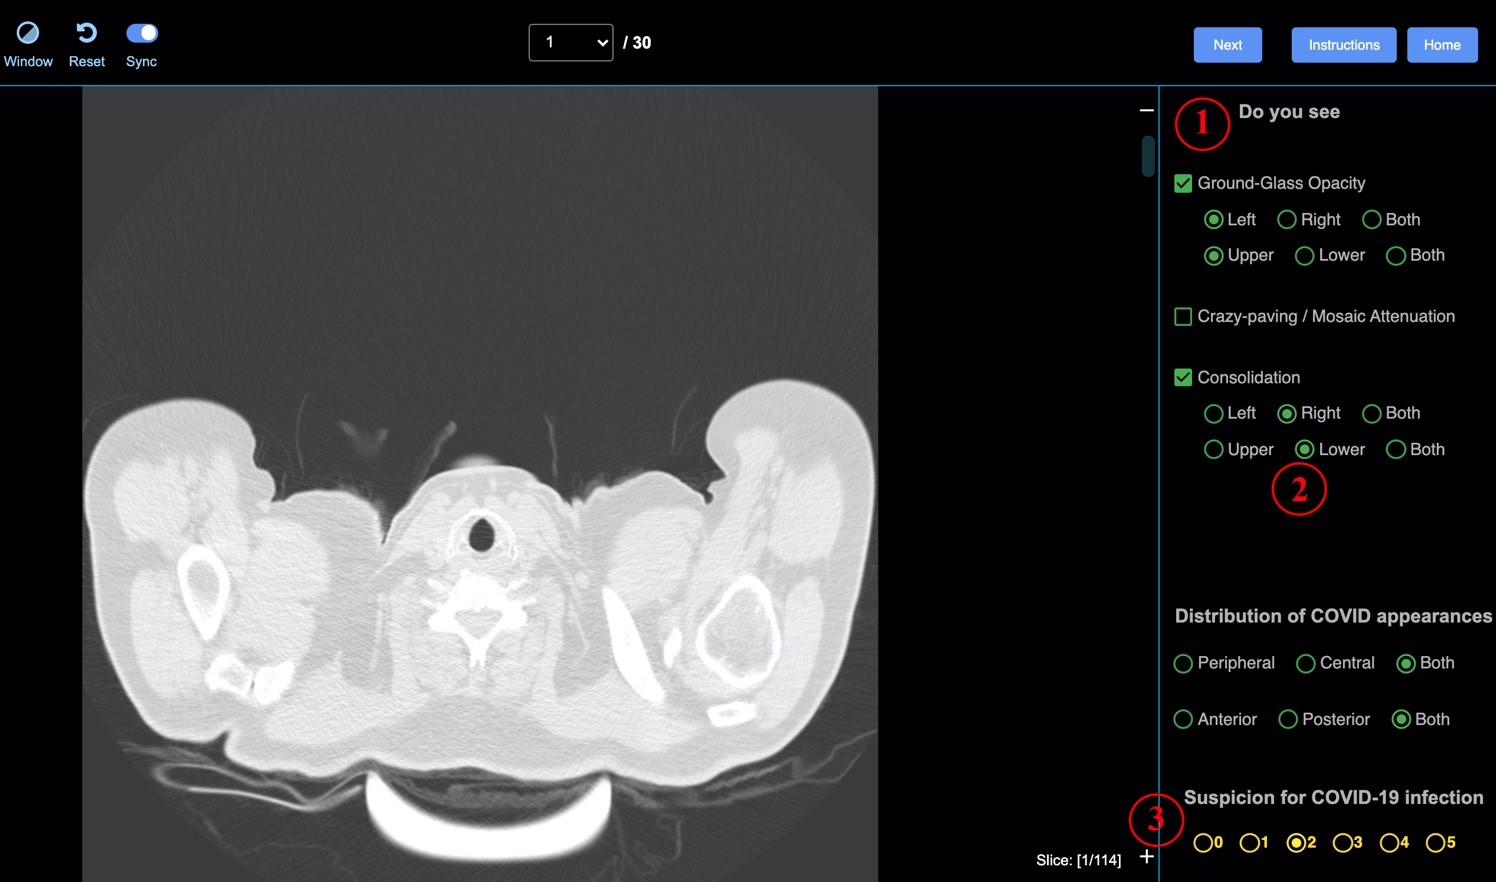 1 / 30 Next Instructions Home
Window Reset Sync
1 Do you see
Ground-Glass Opacity
Left Right Both
Upper Lower Both
Crazy-paving / Mosaic Attenuation
Consolidation
Left Right Both
Upper Lower Both
2
Distribution of COVID appearances
Peripheral Central Both
Anterior Posterior Both
Suspicion for COVID-19 infection
3
0 1 2 3 4 5
Slice: [1/114]